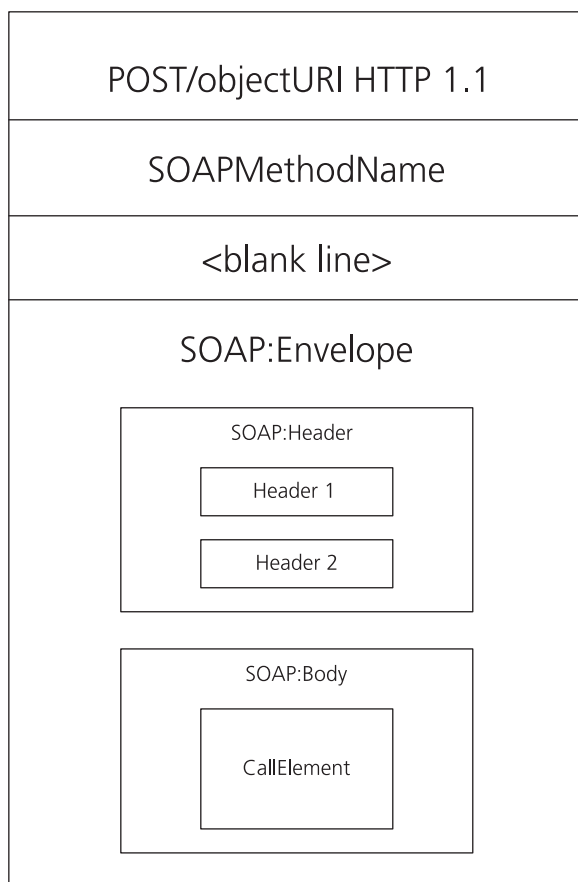 POST/objectURI HTTP 1.1
SOAPMethodName
<blank line>
SOAP:Envelope
SOAP:Header
Header 1
Header 2
SOAP:Body
CallElement